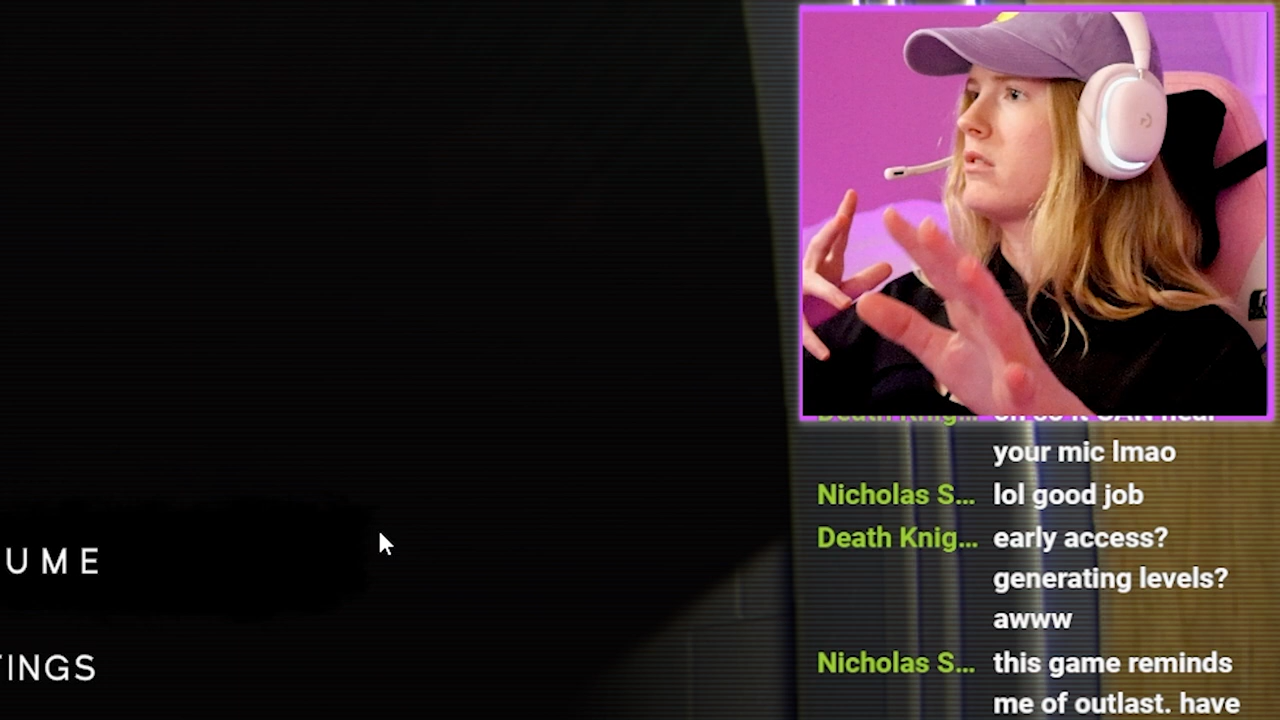 your mic lmao
Nicholas S... lol good job
Death Knig... early access?
generating levels?
awww
Nicholas S... this game reminds
me of outlast. have
UME
TINGS